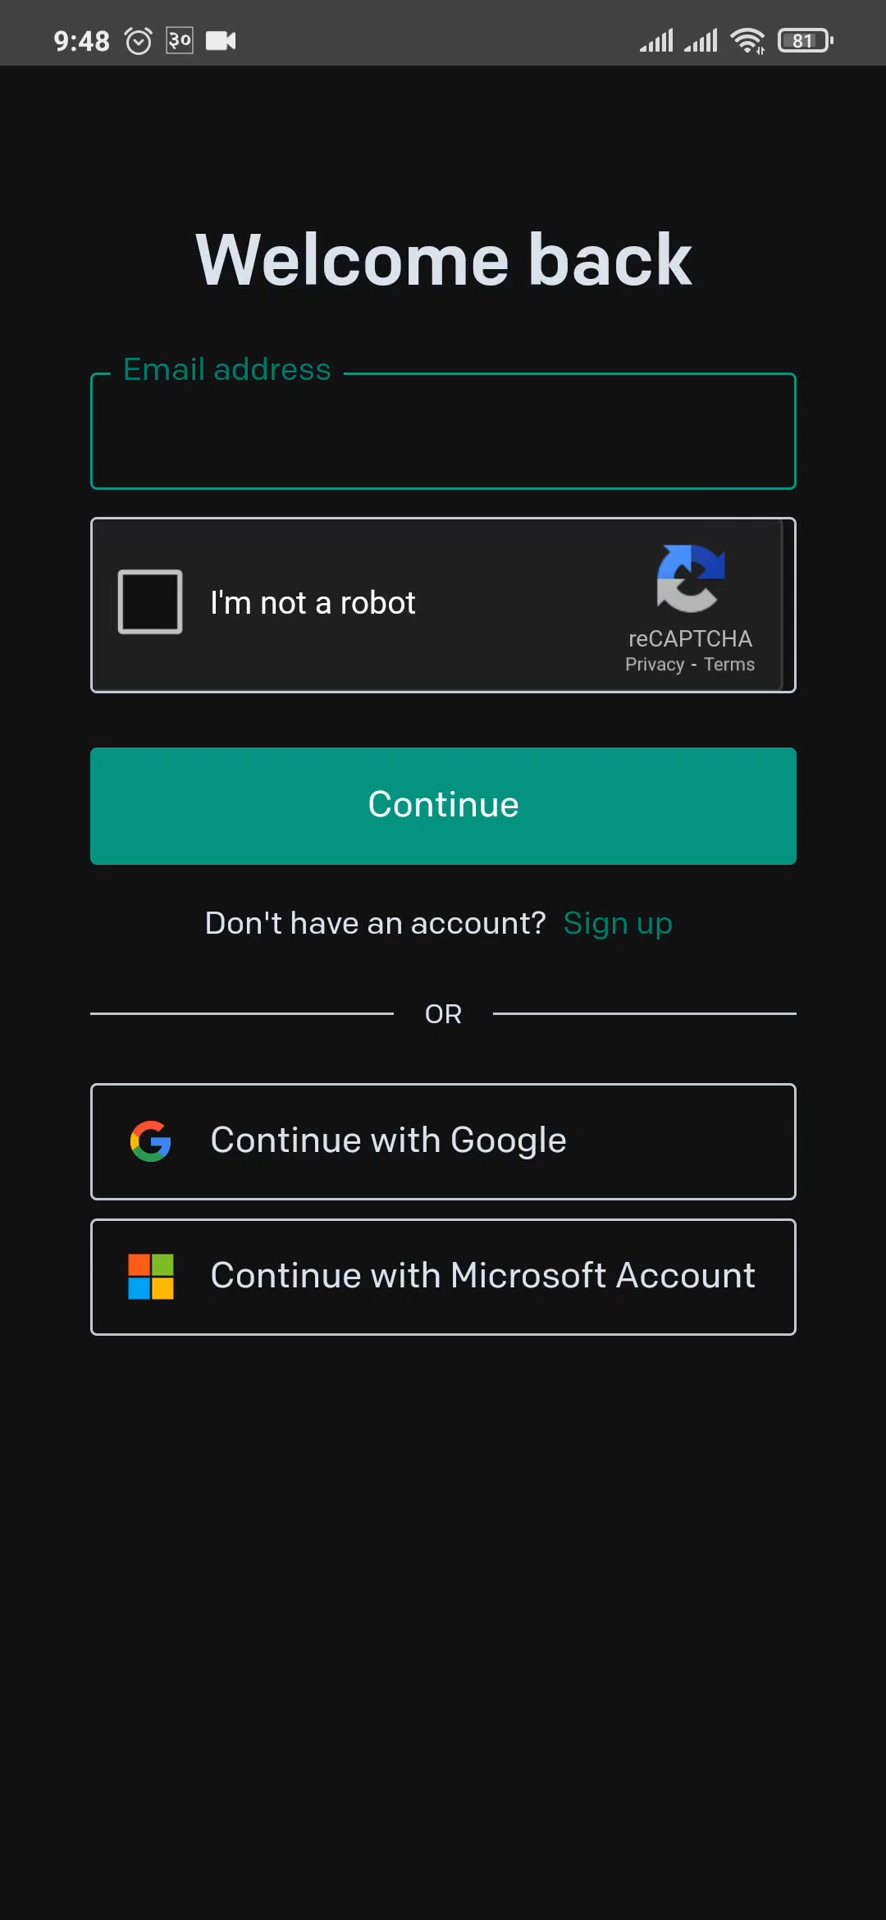 9:48 ३० 81
Welcome back
Email address
I'm not a robot
reCAPTCHA
Privacy - Terms
Continue
Don't have an account? Sign up
OR
Continue with Google
Continue with Microsoft Account